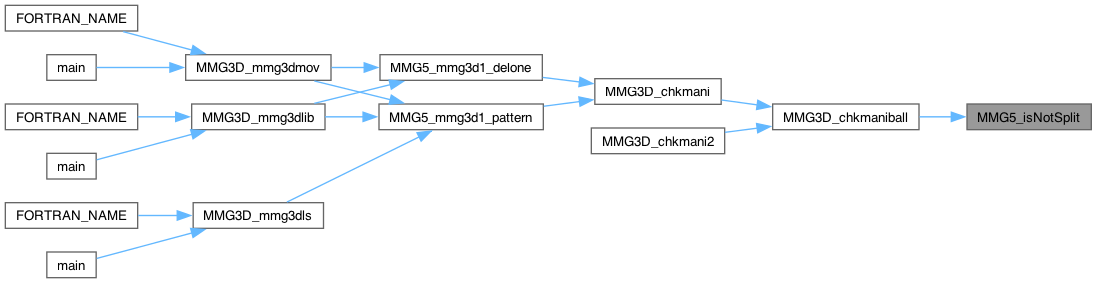 FORTRAN_NAME
main
MMG3D_mmg3dmov
MMG5_mmg3d1_delone
MMG3D_chkmani
FORTRAN_NAME
MMG3D_mmg3dlib
MMG5_mmg3d1_pattern
MMG3D_chkmaniball
MMG5_isNotSplit
MMG3D_chkmani2
main
FORTRAN_NAME
MMG3D_mmg3dls
main